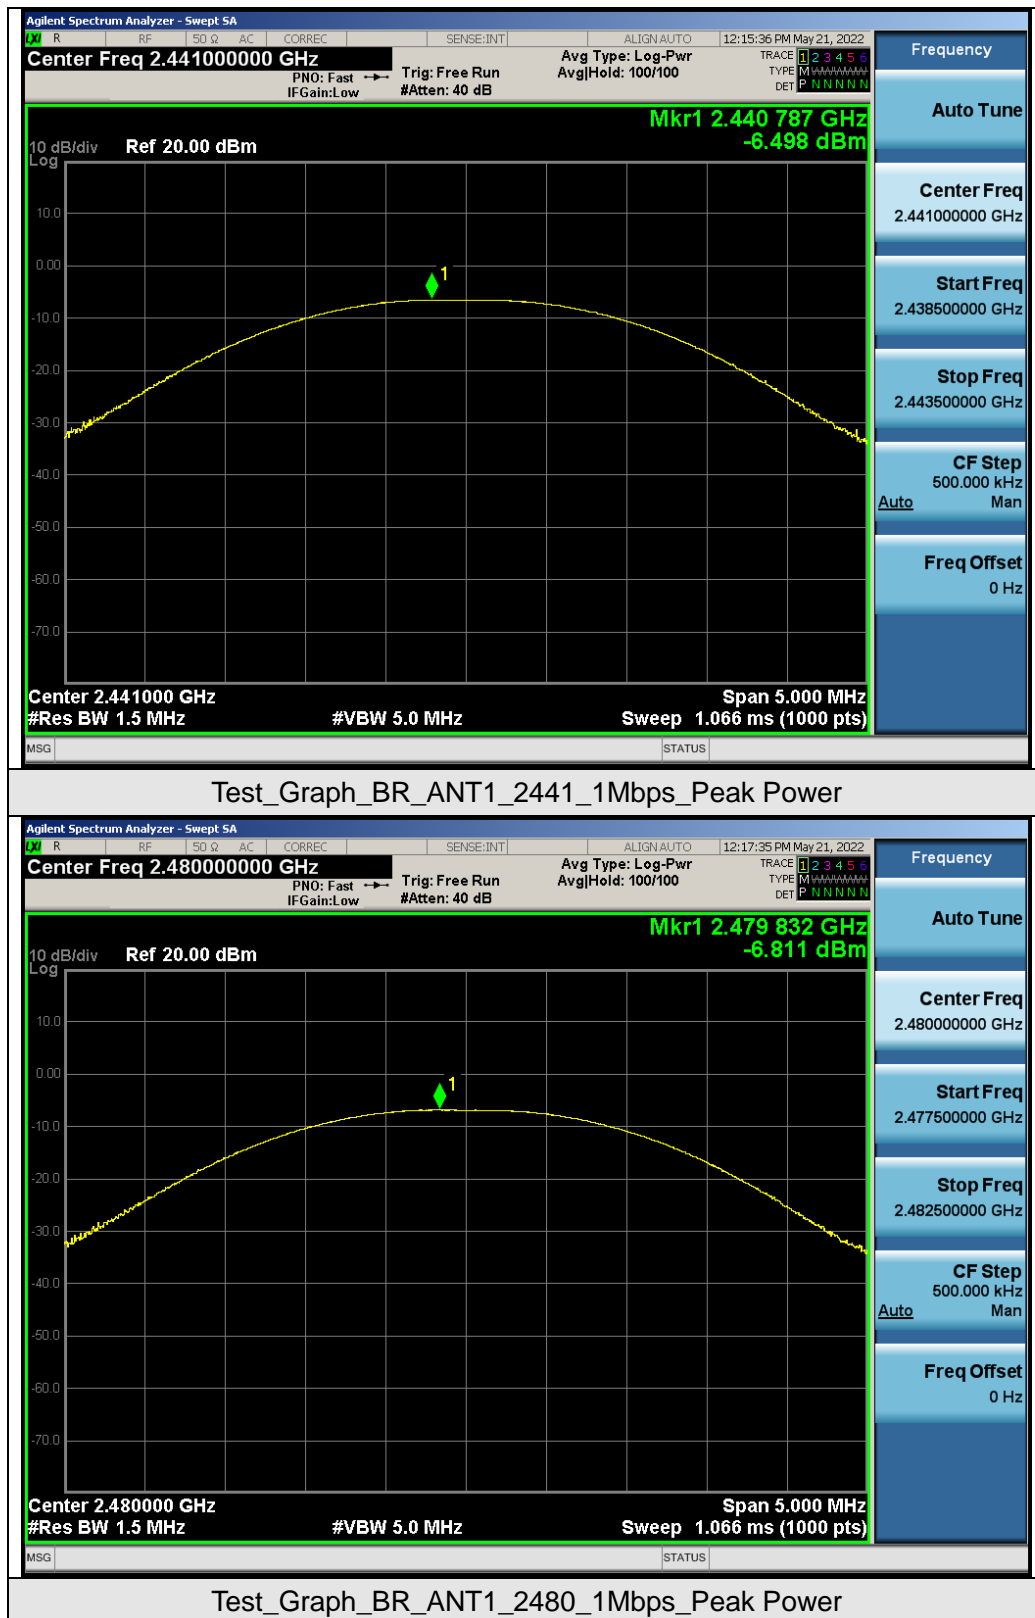 Agilent Spectrum Analyzer - Swept SA
LXI R RF 50 Ω AC CORREC SENSE:INT ALIGN AUTO 12:15:36 PM May 21, 2022
Center Freq 2.441000000 GHz
PNO: Fast
IFGain:Low
Trig: Free Run
#Atten: 40 dB
Avg Type: Log-Pwr
Avg|Hold: 100/100
TRACE 1 2 3 4 5 6
TYPE M
DET P N N N N N
Mkr1 2.440 787 GHz
-6.498 dBm
10 dB/div Ref 20.00 dBm
Log
10.0
0.00
1
-10.0
-20.0
-30.0
-40.0
-50.0
-60.0
-70.0
Center 2.441000 GHz Span 5.000 MHz
#Res BW 1.5 MHz #VBW 5.0 MHz Sweep 1.066 ms (1000 pts)
MSG STATUS
Frequency
Auto Tune
Center Freq
2.441000000 GHz
Start Freq
2.438500000 GHz
Stop Freq
2.443500000 GHz
CF Step
500.000 kHz
Auto Man
Freq Offset
0 Hz
Test_Graph_BR_ANT1_2441_1Mbps_Peak Power
Agilent Spectrum Analyzer - Swept SA
LXI R RF 50 Ω AC CORREC SENSE:INT ALIGN AUTO 12:17:35 PM May 21, 2022
Center Freq 2.480000000 GHz
PNO: Fast
IFGain:Low
Trig: Free Run
#Atten: 40 dB
Avg Type: Log-Pwr
Avg|Hold: 100/100
TRACE 1 2 3 4 5 6
TYPE M
DET P N N N N N
Mkr1 2.479 832 GHz
-6.811 dBm
10 dB/div Ref 20.00 dBm
Log
10.0
0.00
1
-10.0
-20.0
-30.0
-40.0
-50.0
-60.0
-70.0
Center 2.480000 GHz Span 5.000 MHz
#Res BW 1.5 MHz #VBW 5.0 MHz Sweep 1.066 ms (1000 pts)
MSG STATUS
Frequency
Auto Tune
Center Freq
2.480000000 GHz
Start Freq
2.477500000 GHz
Stop Freq
2.482500000 GHz
CF Step
500.000 kHz
Auto Man
Freq Offset
0 Hz
Test_Graph_BR_ANT1_2480_1Mbps_Peak Power